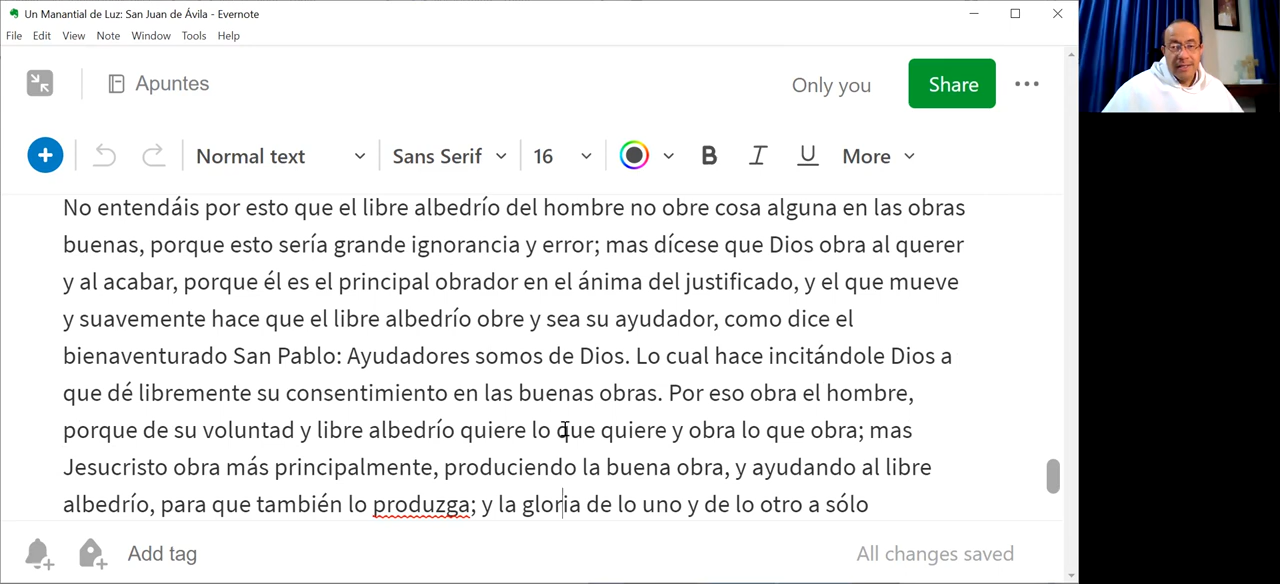 Un Manantial de Luz: San Juan de Ávila - Evernote
File Edit View Note Window Tools Help
Apuntes
Only you
Share
Normal text
Sans Serif
16
B I U More
No entendáis por esto que el libre albedrío del hombre no obre cosa alguna en las obras
buenas, porque esto sería grande ignorancia y error; mas dícese que Dios obra al querer
y al acabar, porque él es el principal obrador en el ánima del justificado, y el que mueve
y suavemente hace que el libre albedrío obre y sea su ayudador, como dice el
bienaventurado San Pablo: Ayudadores somos de Dios. Lo cual hace incitándole Dios a
que dé libremente su consentimiento en las buenas obras. Por eso obra el hombre,
porque de su voluntad y libre albedrío quiere lo que quiere y obra lo que obra; mas
Jesucristo obra más principalmente, produciendo la buena obra, y ayudando al libre
albedrío, para que también lo produzga; y la gloria de lo uno y de lo otro a sólo
Add tag
All changes saved